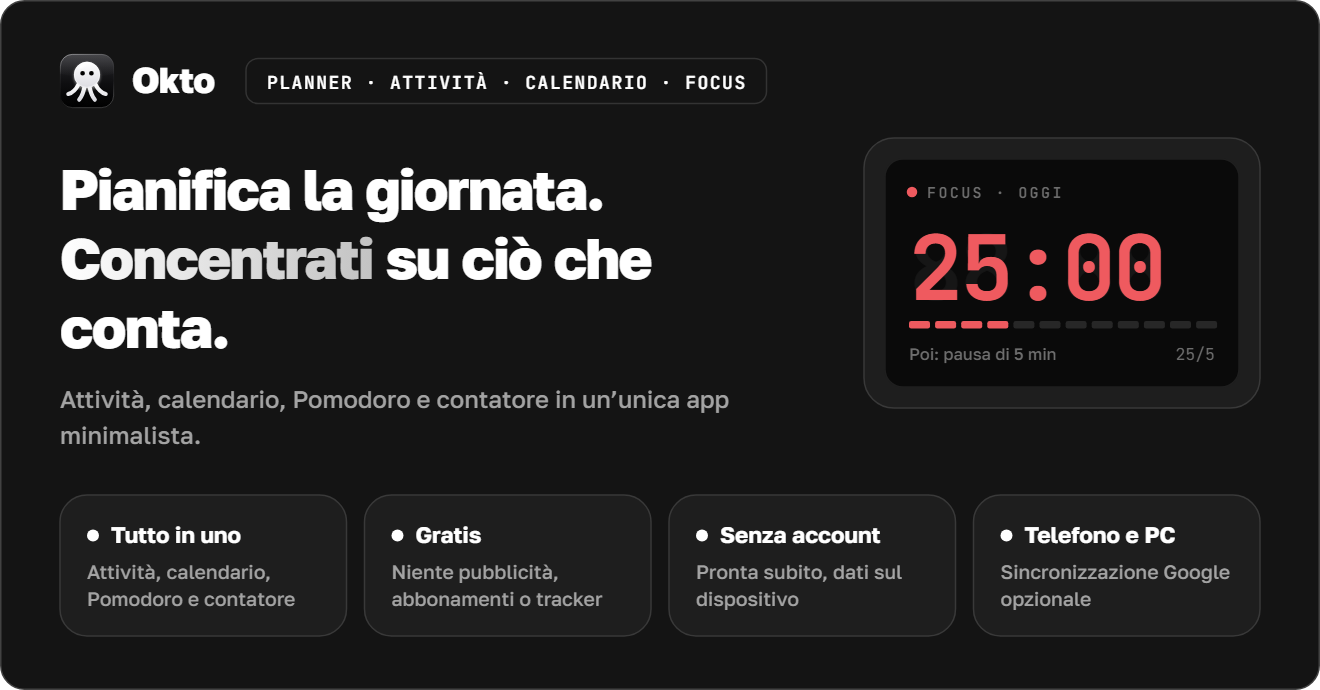 Okto
PLANNER · ATTIVITÀ · CALENDARIO · FOCUS
Pianifica la giornata.
Concentrati su ciò che
conta.
Attività, calendario, Pomodoro e contatore in un’unica app
minimalista.
FOCUS · OGGI
25:00
Poi: pausa di 5 min
25/5
Tutto in uno
Attività, calendario,
Pomodoro e contatore
Gratis
Niente pubblicità,
abbonamenti o tracker
Senza account
Pronta subito, dati sul
dispositivo
Telefono e PC
Sincronizzazione Google
opzionale